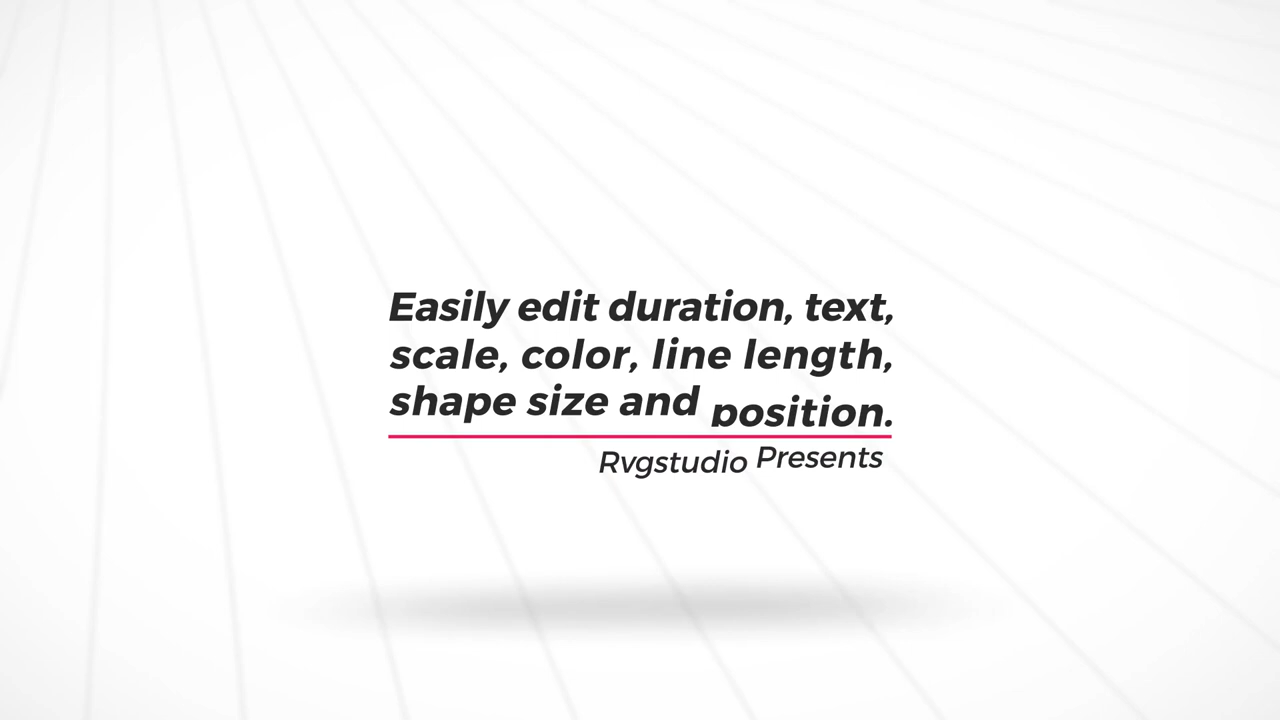 Easily edit duration, text,
scale, color, line length,
shape size and position.
Rvgstudio Presents